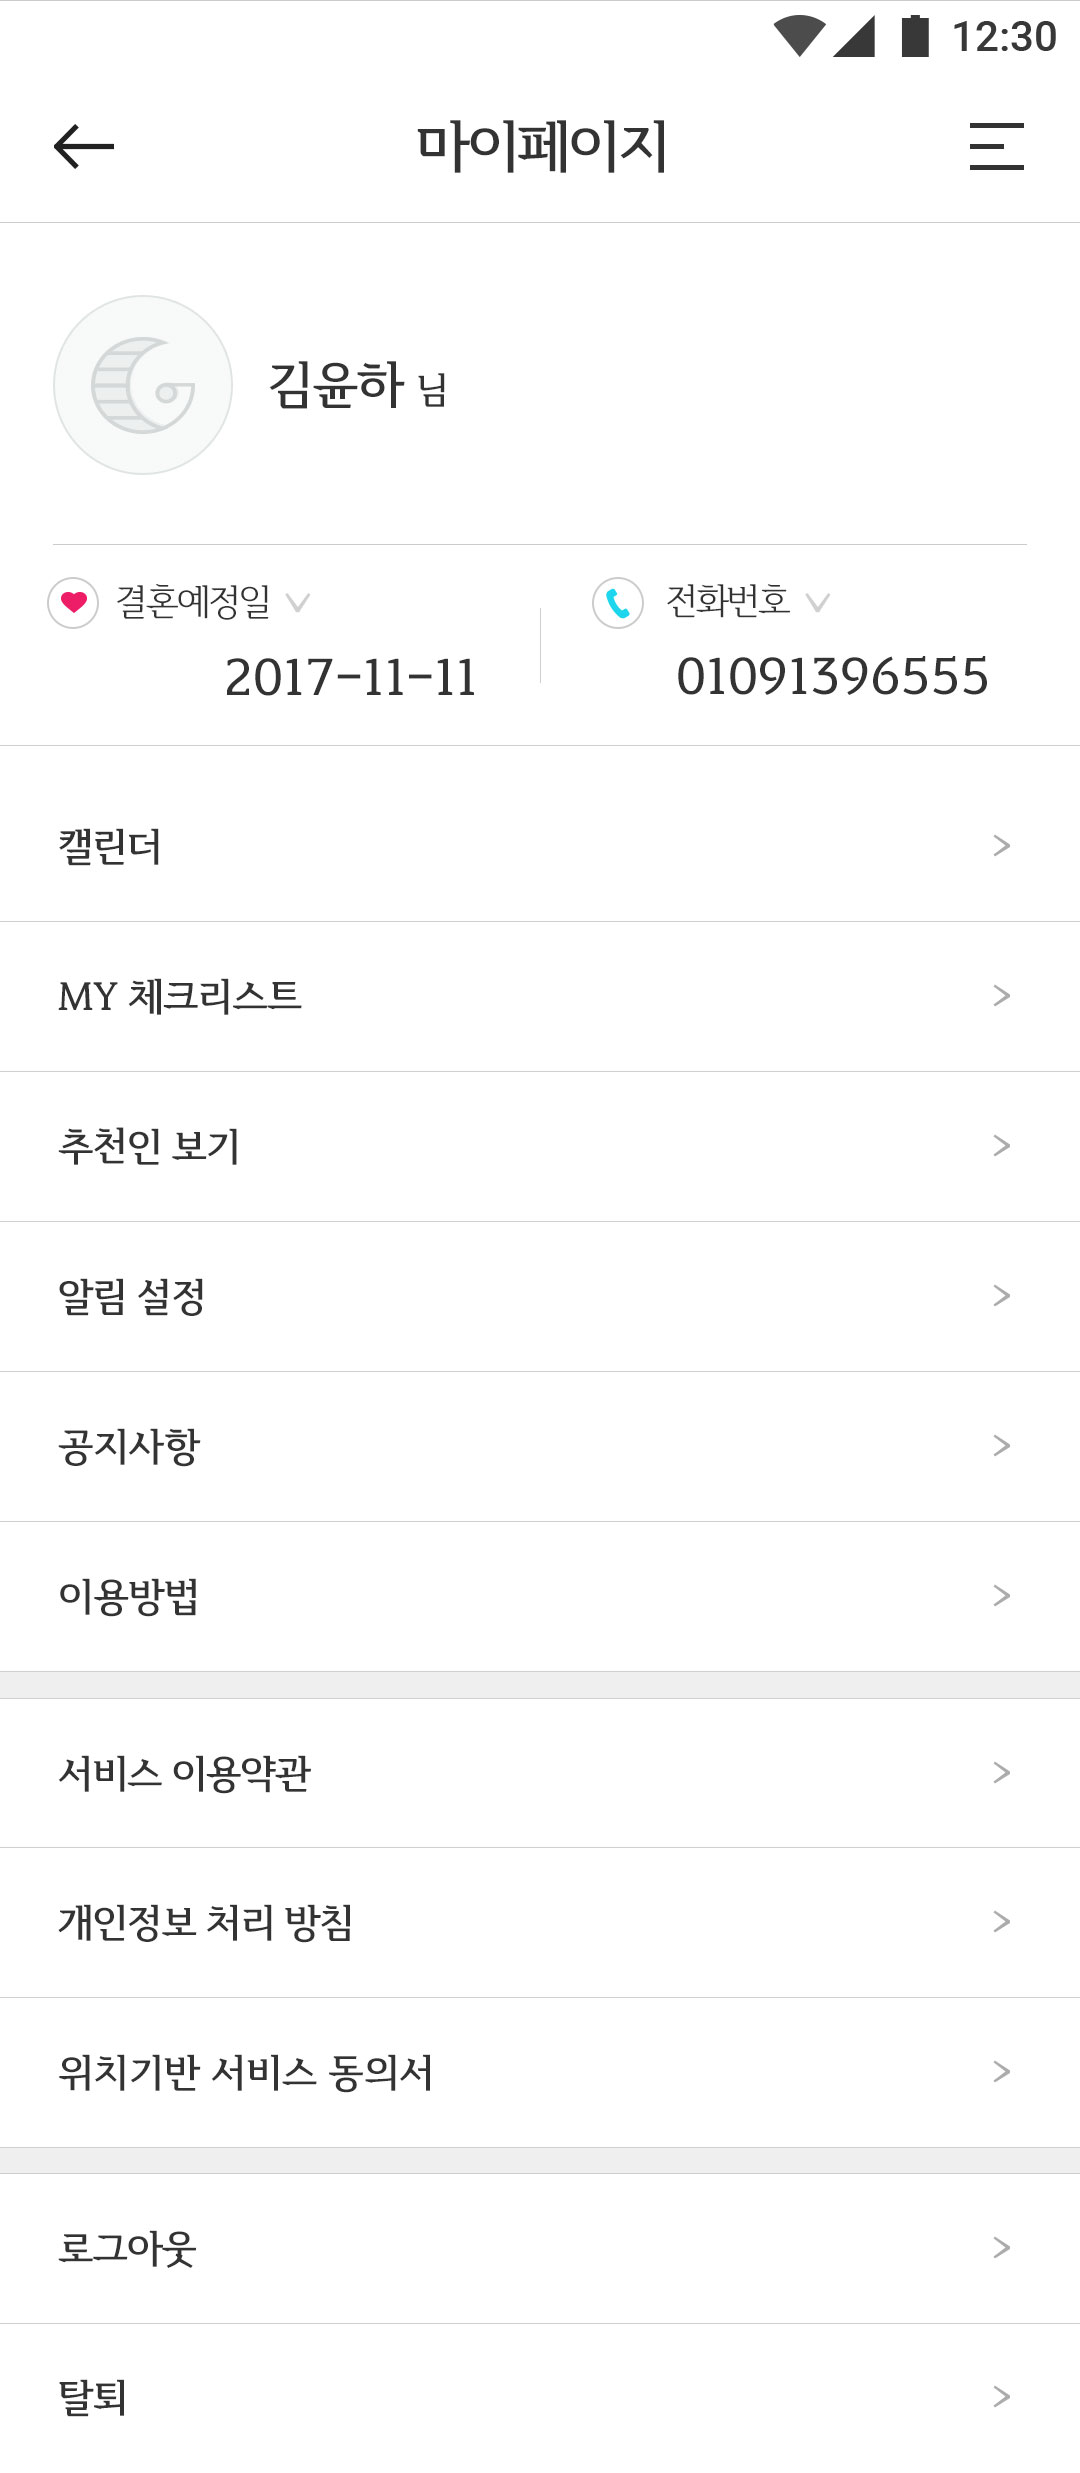 12:30
마이페이지
김윤하 님
결혼예정일
전화번호
2017-11-11
01091396555
캘린더
MY 체크리스트
추천인 보기
알림 설정
공지사항
이용방법
서비스 이용약관
개인정보 처리 방침
위치기반 서비스 동의서
로그아웃
탈퇴